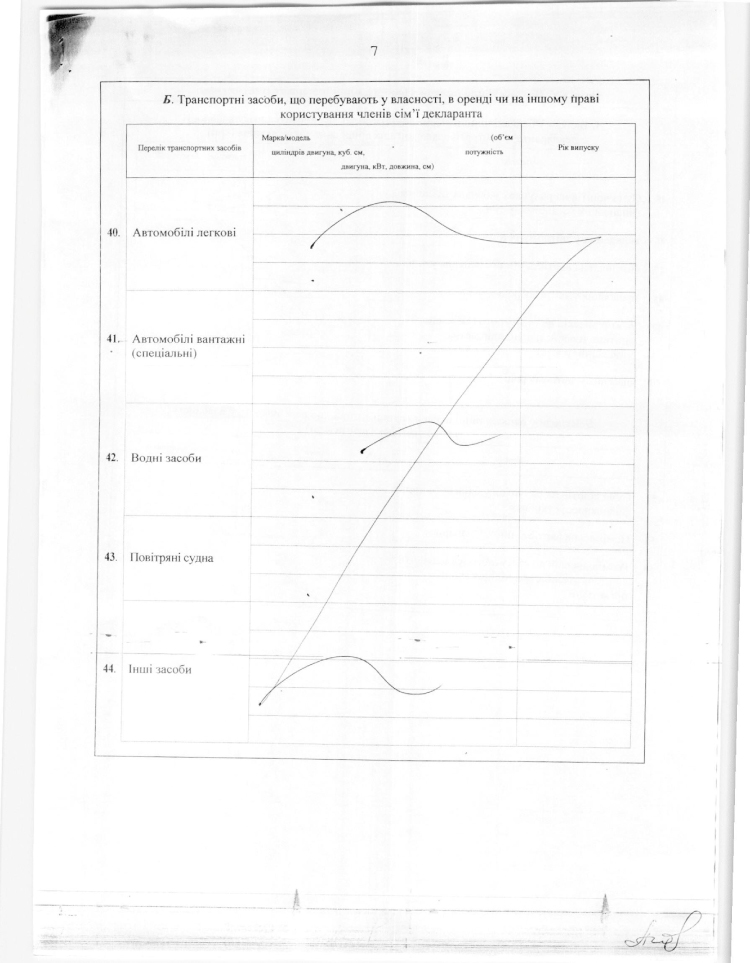 7
Б. Транспортні засоби, що перебувають у власності, в оренді чи на іншому праві
користування членів сім'ї декларанта
Перелік транспортних засобів
Марка/модель (об'єм
циліндрів двигуна, куб. см, потужність
двигуна, кВт, довжина, см)
Рік випуску
40. Автомобілі легкові
41. Автомобілі вантажні
(спеціальні)
42. Водні засоби
43. Повітряні судна
44. Інші засоби